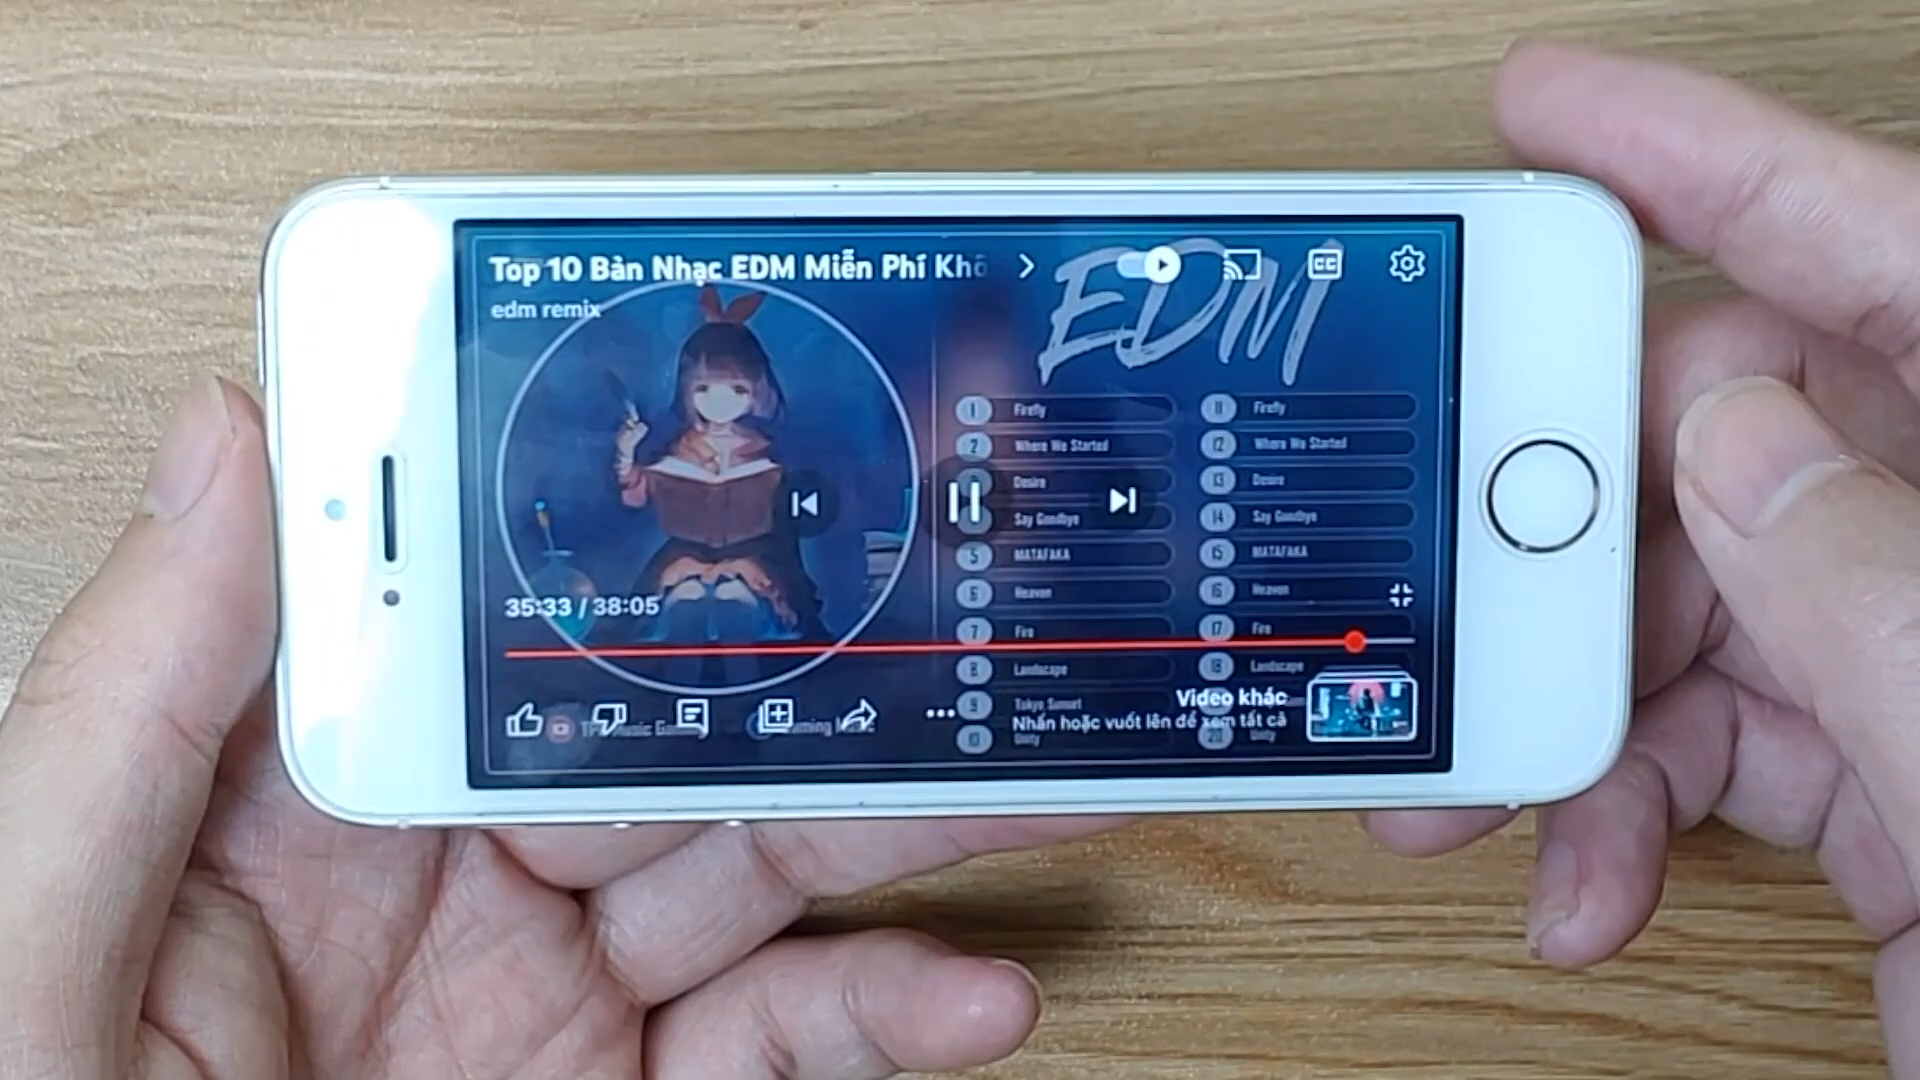 Top 10 Bản Nhạc EDM Miễn Phí Khô
edm remix
EDM
CC
1 Firefly
2 Where We Started
Desire
Say Goodbye
5 MATAFAKA
6 Heaven
7 Fire
8 Landscape
9 Tokyo Sunset
10 Unity
11 Firefly
12 Where We Started
13 Desire
14 Say Goodbye
15 MATAFAKA
16 Heaven
17 Fire
18 Landscape
20 Unity
35:33 / 38:05
Video khác
Nhấn hoặc vuốt lên để xem tất cả